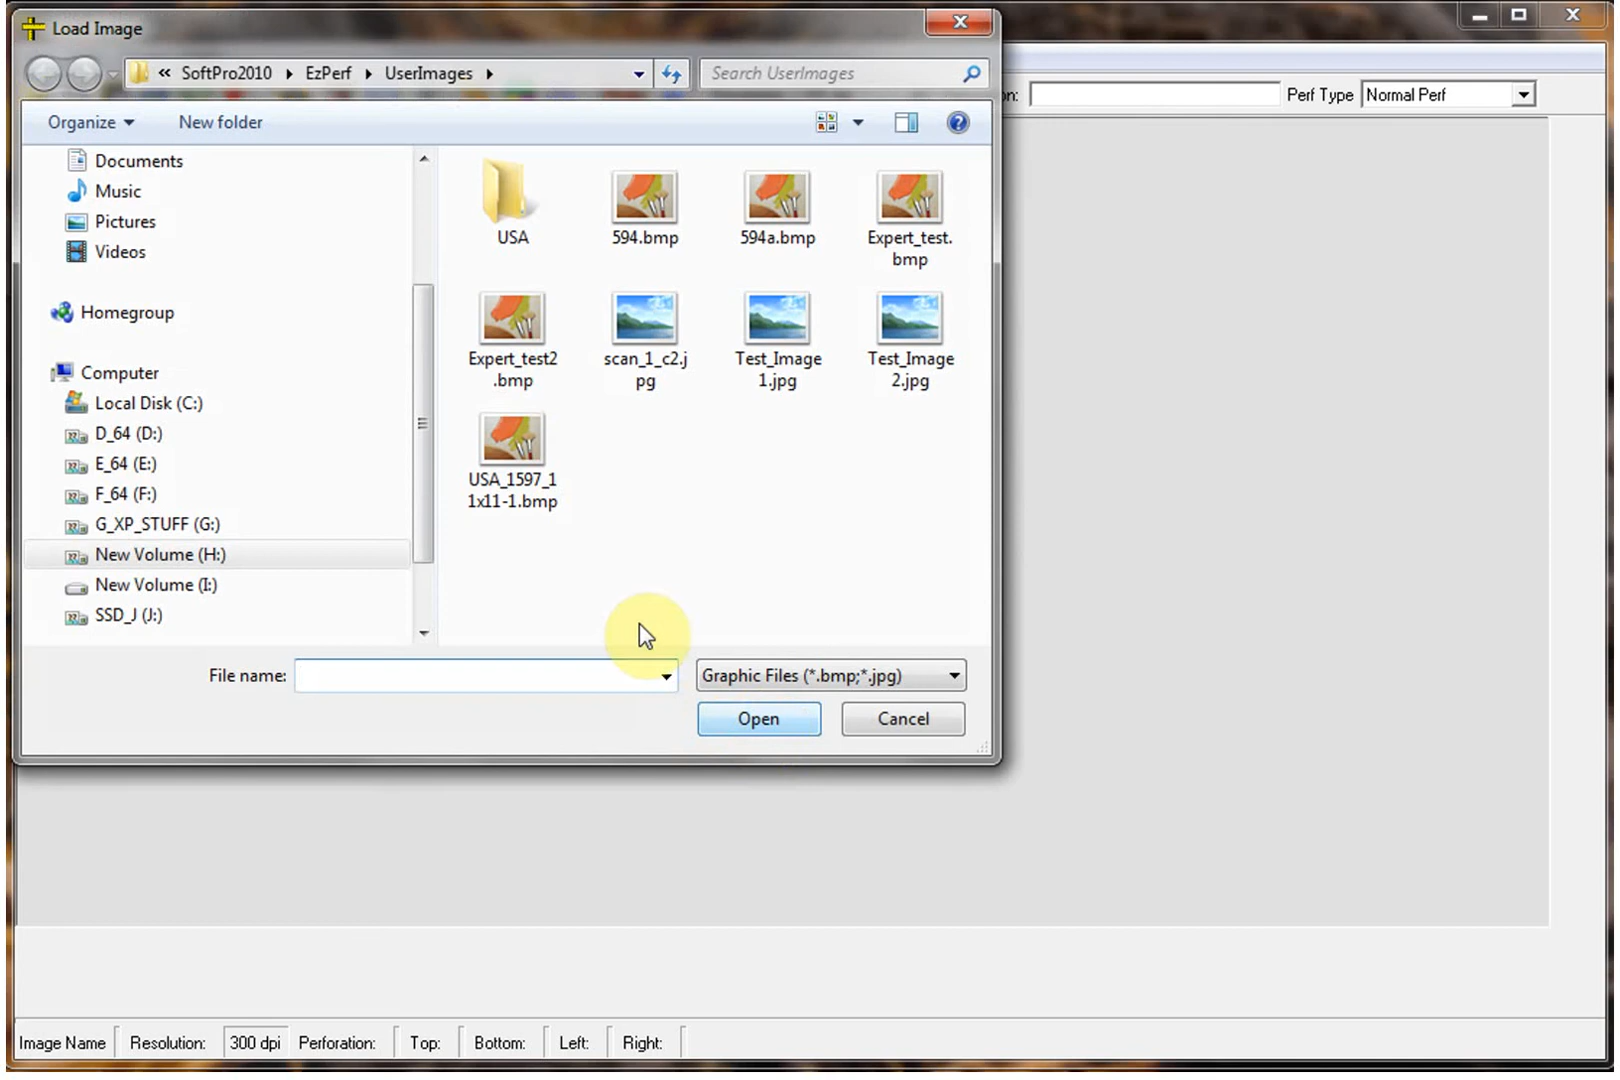 Load Image
« SoftPro2010 EzPerf UserImages Search UserImages
Organize New folder
on: Perf Type Normal Perf
Documents
Music
Pictures
Videos
Homegroup
Computer
Local Disk (C:)
D_64 (D:)
E_64 (E:)
F_64 (F:)
G_XP_STUFF (G:)
New Volume (H:)
New Volume (I:)
SSD_J (J:)
USA
594.bmp
594a.bmp
Expert_test.
bmp
Expert_test2
.bmp
scan_1_c2.j
pg
Test_Image
1.jpg
Test_Image
2.jpg
USA_1597_1
1x11-1.bmp
File name: Graphic Files (*.bmp;*.jpg)
Open Cancel
Image Name Resolution: 300 dpi Perforation: Top: Bottom: Left: Right: